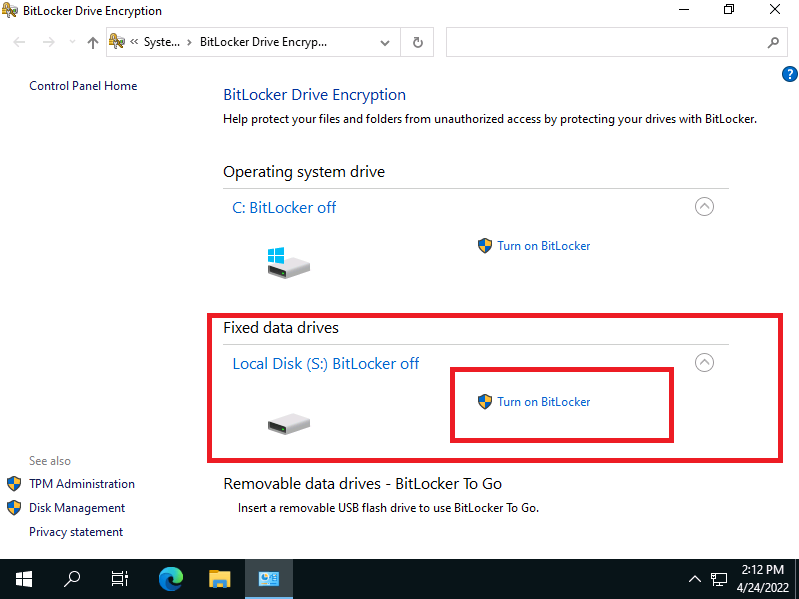 BitLocker Drive Encryption
« Syste... › BitLocker Drive Encryp...
Control Panel Home
BitLocker Drive Encryption
Help protect your files and folders from unauthorized access by protecting your drives with BitLocker.
Operating system drive
C: BitLocker off
Turn on BitLocker
Fixed data drives
Local Disk (S:) BitLocker off
Turn on BitLocker
See also
TPM Administration
Disk Management
Privacy statement
Removable data drives - BitLocker To Go
Insert a removable USB flash drive to use BitLocker To Go.
2:12 PM
4/24/2022